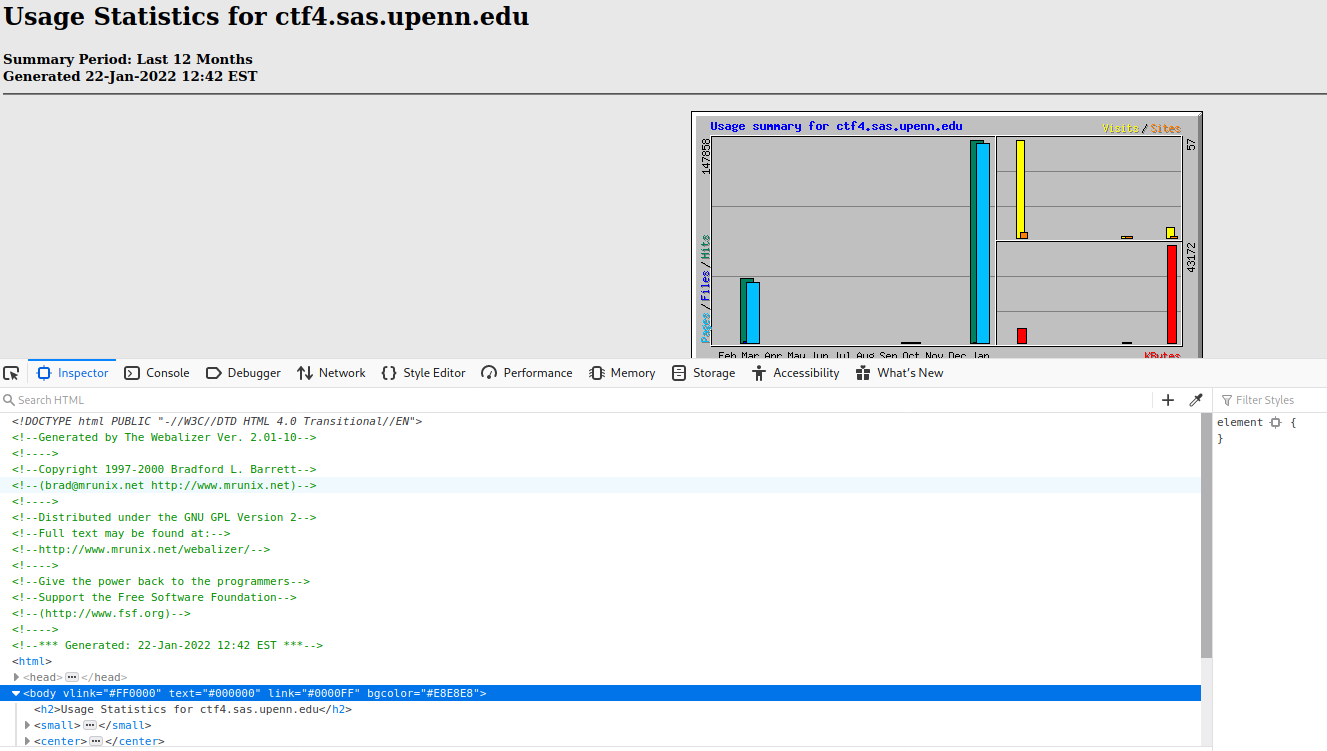 Usage Statistics for ctf4.sas.upenn.edu
Summary Period: Last 12 Months
Generated 22-Jan-2022 12:42 EST
Usage summary for ctf4.sas.upenn.edu
Visits / Sites
147858
57
Pages / Files / Hits
43172
Feb Mar Apr May Jun Jul Aug Sep Oct Nov Dec Jan
KBytes
Inspector Console Debugger Network {} Style Editor Performance Memory Storage Accessibility What's New
Search HTML
Filter Styles
<!DOCTYPE html PUBLIC "-//W3C//DTD HTML 4.0 Transitional//EN">
<!--Generated by The Webalizer Ver. 2.01-10-->
<!---->
<!--Copyright 1997-2000 Bradford L. Barrett-->
<!--(brad@mrunix.net http://www.mrunix.net)-->
<!---->
<!--Distributed under the GNU GPL Version 2-->
<!--Full text may be found at:-->
<!--http://www.mrunix.net/webalizer/-->
<!---->
<!--Give the power back to the programmers-->
<!--Support the Free Software Foundation-->
<!--(http://www.fsf.org)-->
<!---->
<!--*** Generated: 22-Jan-2022 12:42 EST ***-->
<html>
<head>...</head>
<body vlink="#FF0000" text="#000000" link="#0000FF" bgcolor="#E8E8E8">
<h2>Usage Statistics for ctf4.sas.upenn.edu</h2>
<small>...</small>
<center>...</center>
element {
}